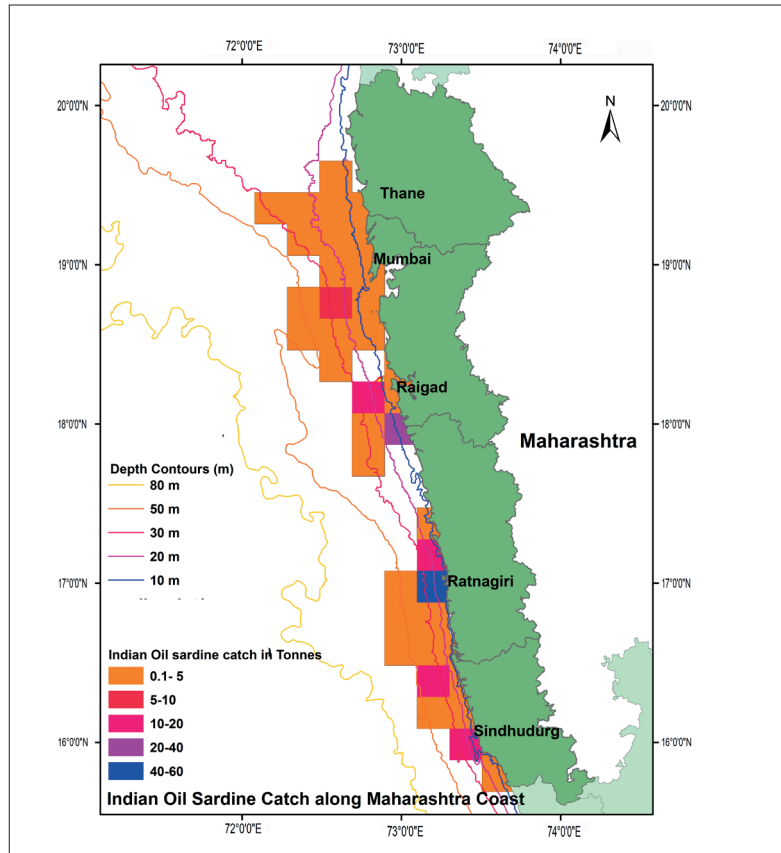 72°0'0"E 73°0'0"E 74°0'0"E
20°0'0"N 20°0'0"N
N
Thane
19°0'0"N Mumbai 19°0'0"N
Raigad
18°0'0"N 18°0'0"N
Maharashtra
Depth Contours (m)
80 m
50 m
30 m
20 m
10 m
17°0'0"N Ratnagiri 17°0'0"N
Indian Oil sardine catch in Tonnes
0.1- 5
5-10
10-20
20-40
40-60
16°0'0"N Sindhudurg 16°0'0"N
Indian Oil Sardine Catch along Maharashtra Coast
72°0'0"E 73°0'0"E 74°0'0"E